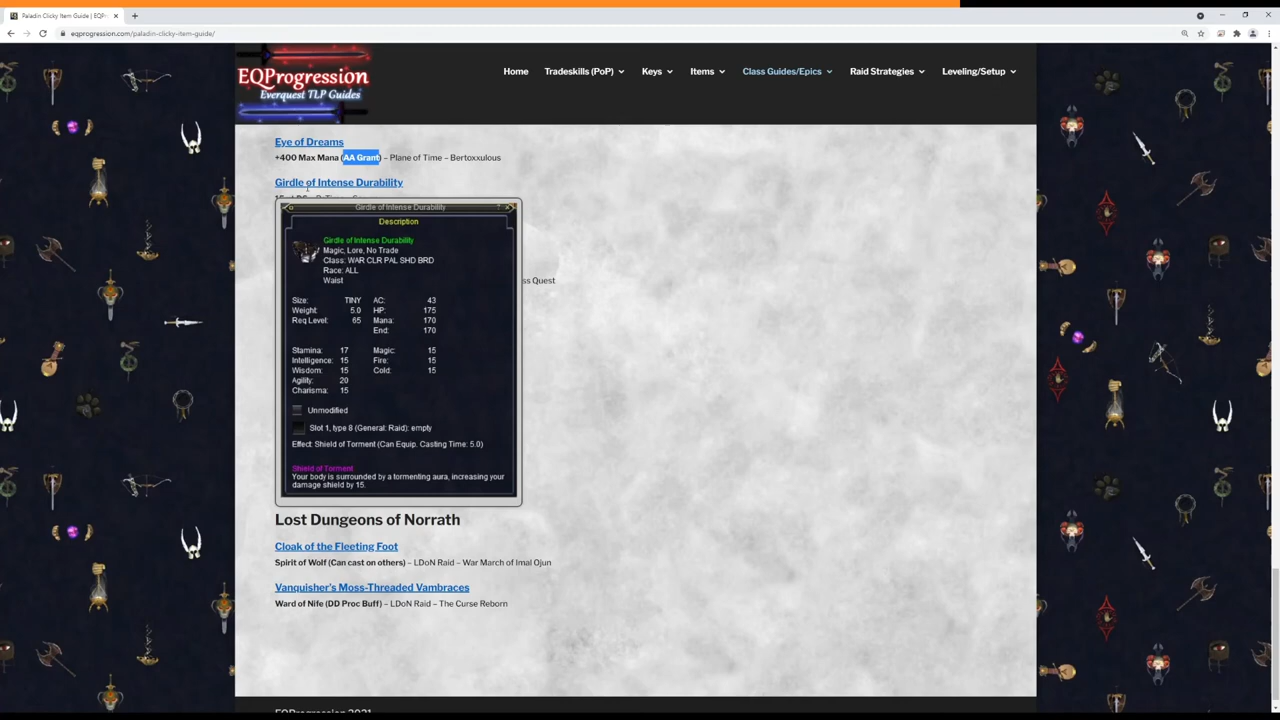 Paladin Clicky Item Guide | EQPr
eqprogression.com/paladin-clicky-item-guide/
EQProgression
Everquest TLP Guides
Home
Tradeskills (PoP)
Keys
Items
Class Guides/Epics
Raid Strategies
Leveling/Setup
Eye of Dreams
+400 Max Mana (AA Grant) – Plane of Time – Bertoxxulous
Girdle of Intense Durability
Girdle of Intense Durability
Description
Girdle of Intense Durability
Magic, Lore, No Trade
Class: WAR CLR PAL SHD BRD
Race: ALL
Waist
ss Quest
Size: TINY AC: 43
Weight: 5.0 HP: 175
Req Level: 65 Mana: 170
End: 170
Stamina: 17 Magic: 15
Intelligence: 15 Fire: 15
Wisdom: 15 Cold: 15
Agility: 20
Charisma: 15
Unmodified
Slot 1, type 8 (General: Raid): empty
Effect: Shield of Torment (Can Equip. Casting Time: 5.0)
Shield of Torment
Your body is surrounded by a tormenting aura, increasing your
damage shield by 15.
Lost Dungeons of Norrath
Cloak of the Fleeting Foot
Spirit of Wolf (Can cast on others) – LDoN Raid – War March of Imal Ojun
Vanquisher's Moss-Threaded Vambraces
Ward of Nife (DD Proc Buff) – LDoN Raid – The Curse Reborn
EQProgression 2021